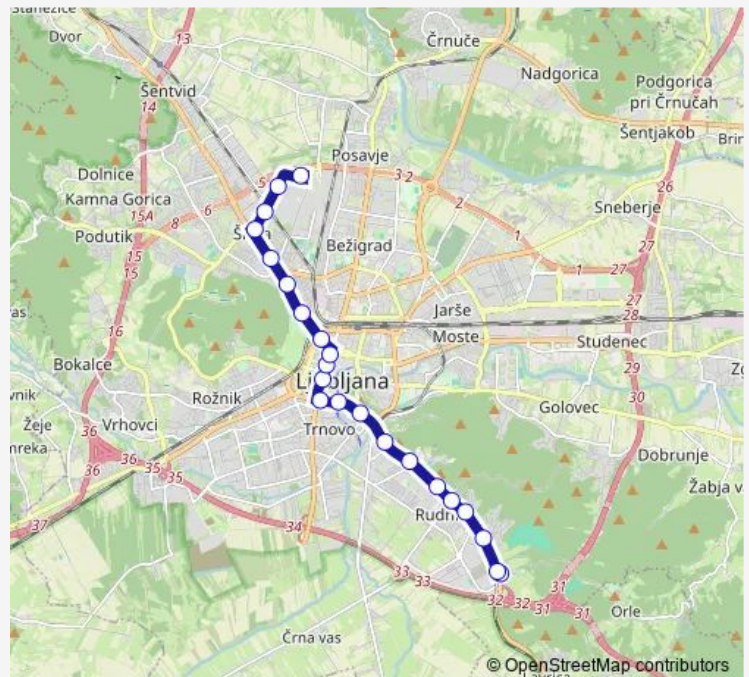 Stanežiče
Dvor
13
Črnuče
Nadgorica
Podgorica
pri Črnučah
Šentvid
14
Šentjakob
Posavje
Dolnice
5
3 2
26
Kamna Gorica
6
2
15A
8
Sneberje
Podutik
Bežigrad
1
27
15
1
27
15
27
Jarše
28
16
Moste
Studenec
Bokalce
29
Ljubljana
Rožnik
Golovec
30
Žeje
Vrhovci
Trnovo
36
36
35
35
Dobrunje
36
37
34
Rudnik
33
33
31
32
32
31
31
Orle
Črna vas
© OpenStreetMap contributors